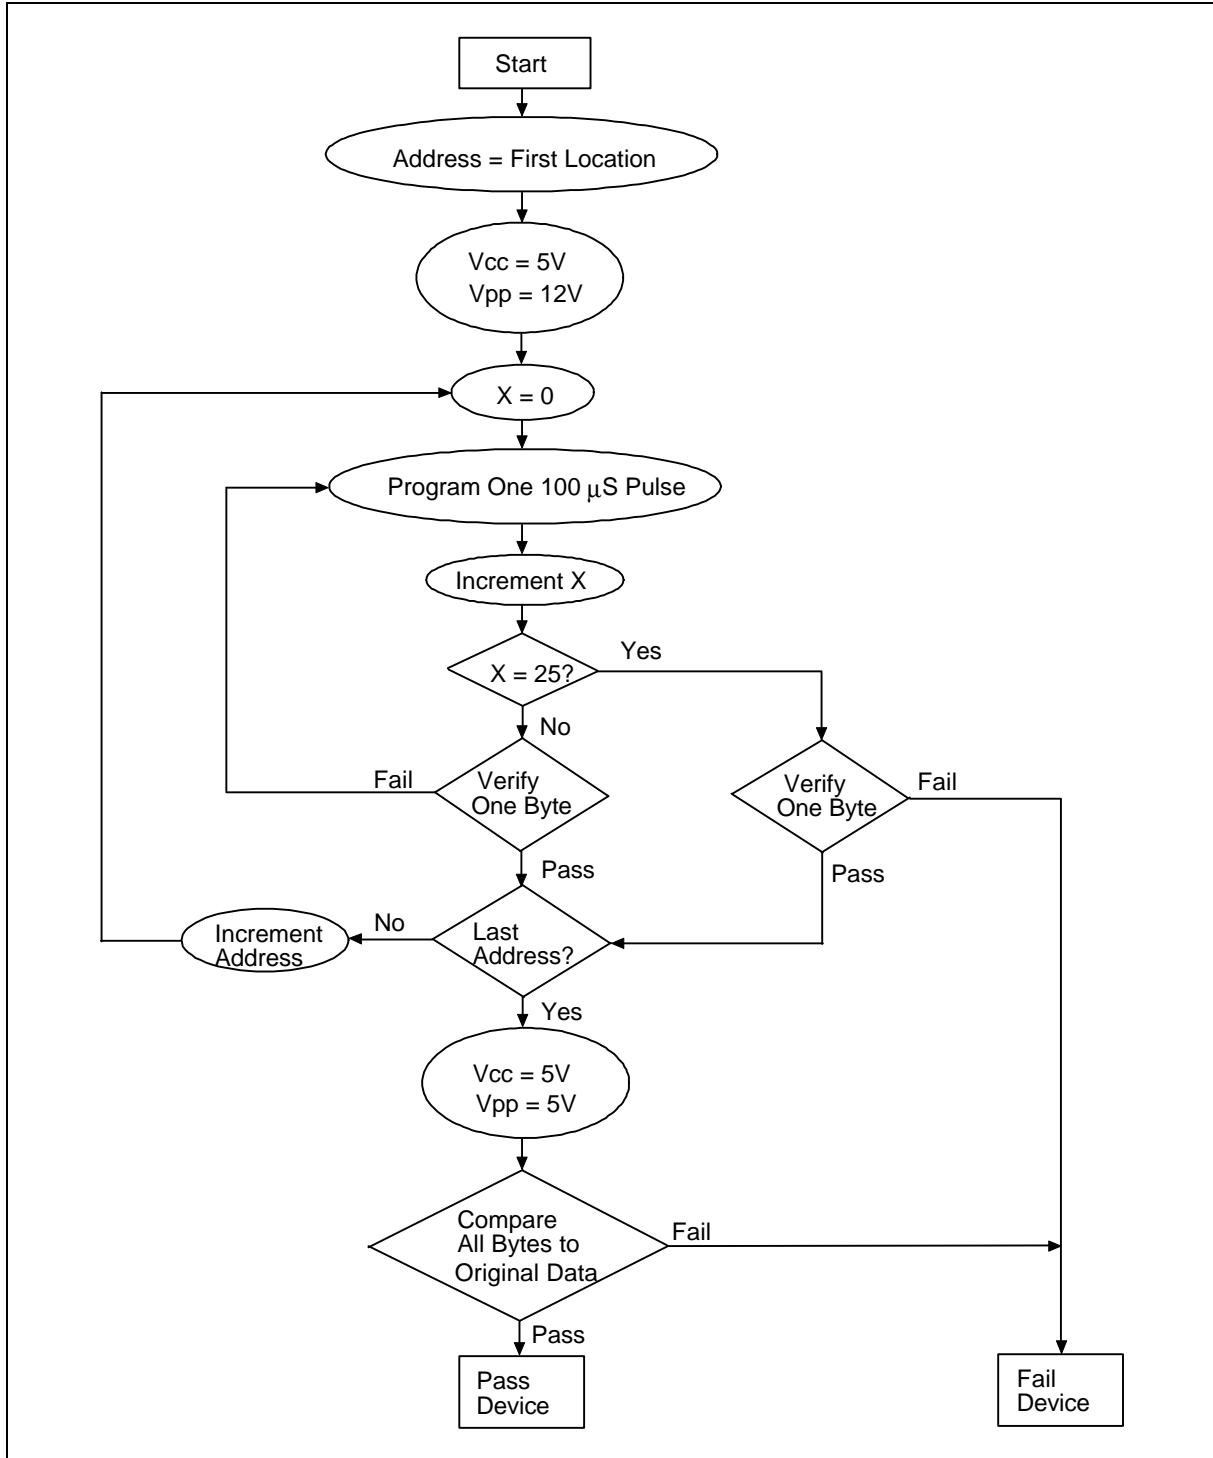 Start
Address = First Location
Vcc = 5V
Vpp = 12V
X = 0
Program One 100 μS Pulse
Increment X
X = 25?
Yes
No
Verify
One Byte
Fail
Pass
Verify
One Byte
Fail
Pass
Last
Address?
No
Increment
Address
Yes
Vcc = 5V
Vpp = 5V
Compare
All Bytes to
Original Data
Fail
Pass
Pass
Device
Fail
Device